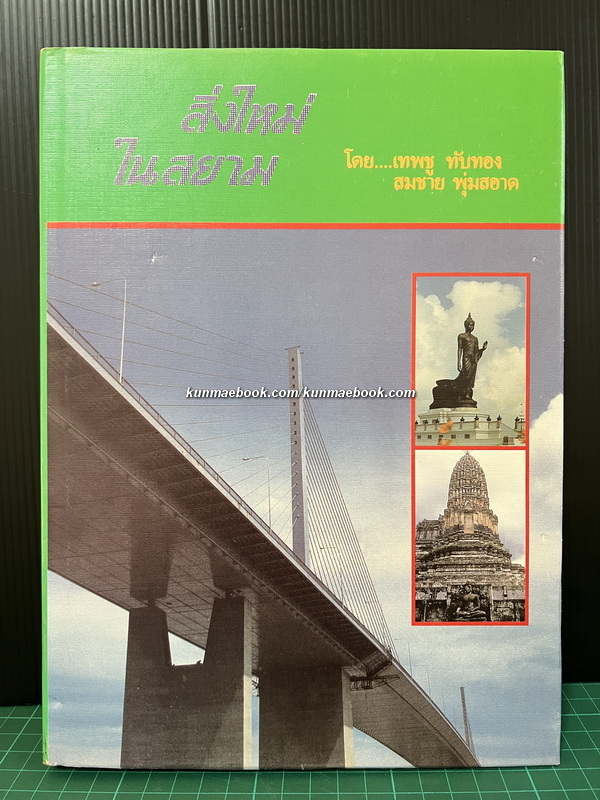 สิ่งใหม่
ในสยาม
โดย....เทพชู ทับทอง
สมชาย พุ่มสอาด
kunmaebook.com/kunmaebook.com